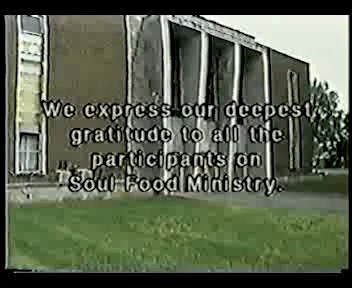 We express our deepest
gratitude to all the
participants on
Soul Food Ministry.